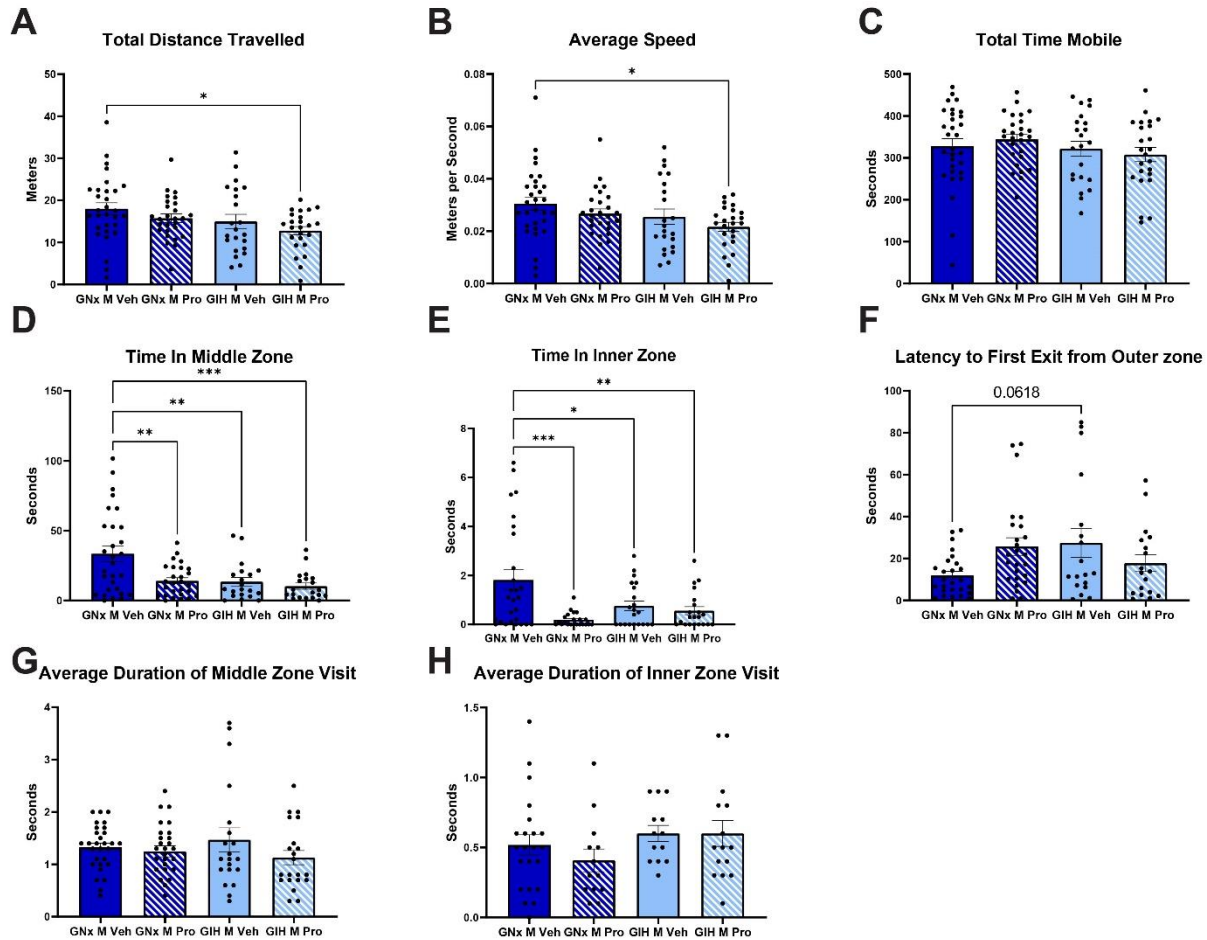 A
Total Distance Travelled
Meters
50
40
30
20
10
0
*
GNx M Veh GNx M Pro GIH M Veh GIH M Pro
B
Average Speed
Meters per Second
0.08
0.06
0.04
0.02
0.00
*
GNx M Veh GNx M Pro GIH M Veh GIH M Pro
C
Total Time Mobile
Seconds
500
400
300
200
100
0
GNx M Veh GNx M Pro GIH M Veh GIH M Pro
D
Time In Middle Zone
Seconds
150
100
50
0
***
**
**
GNx M Veh GNx M Pro GIH M Veh GIH M Pro
E
Time In Inner Zone
Seconds
8
6
4
2
0
**
*
***
GNx M Veh GNx M Pro GIH M Veh GIH M Pro
F
Latency to First Exit from Outer zone
Seconds
100
80
60
40
20
0
0.0618
GNx M Veh GNx M Pro GIH M Veh GIH M Pro
G
Average Duration of Middle Zone Visit
Seconds
4
3
2
1
0
GNx M Veh GNx M Pro GIH M Veh GIH M Pro
H
Average Duration of Inner Zone Visit
Seconds
1.5
1.0
0.5
0.0
GNx M Veh GNx M Pro GIH M Veh GIH M Pro